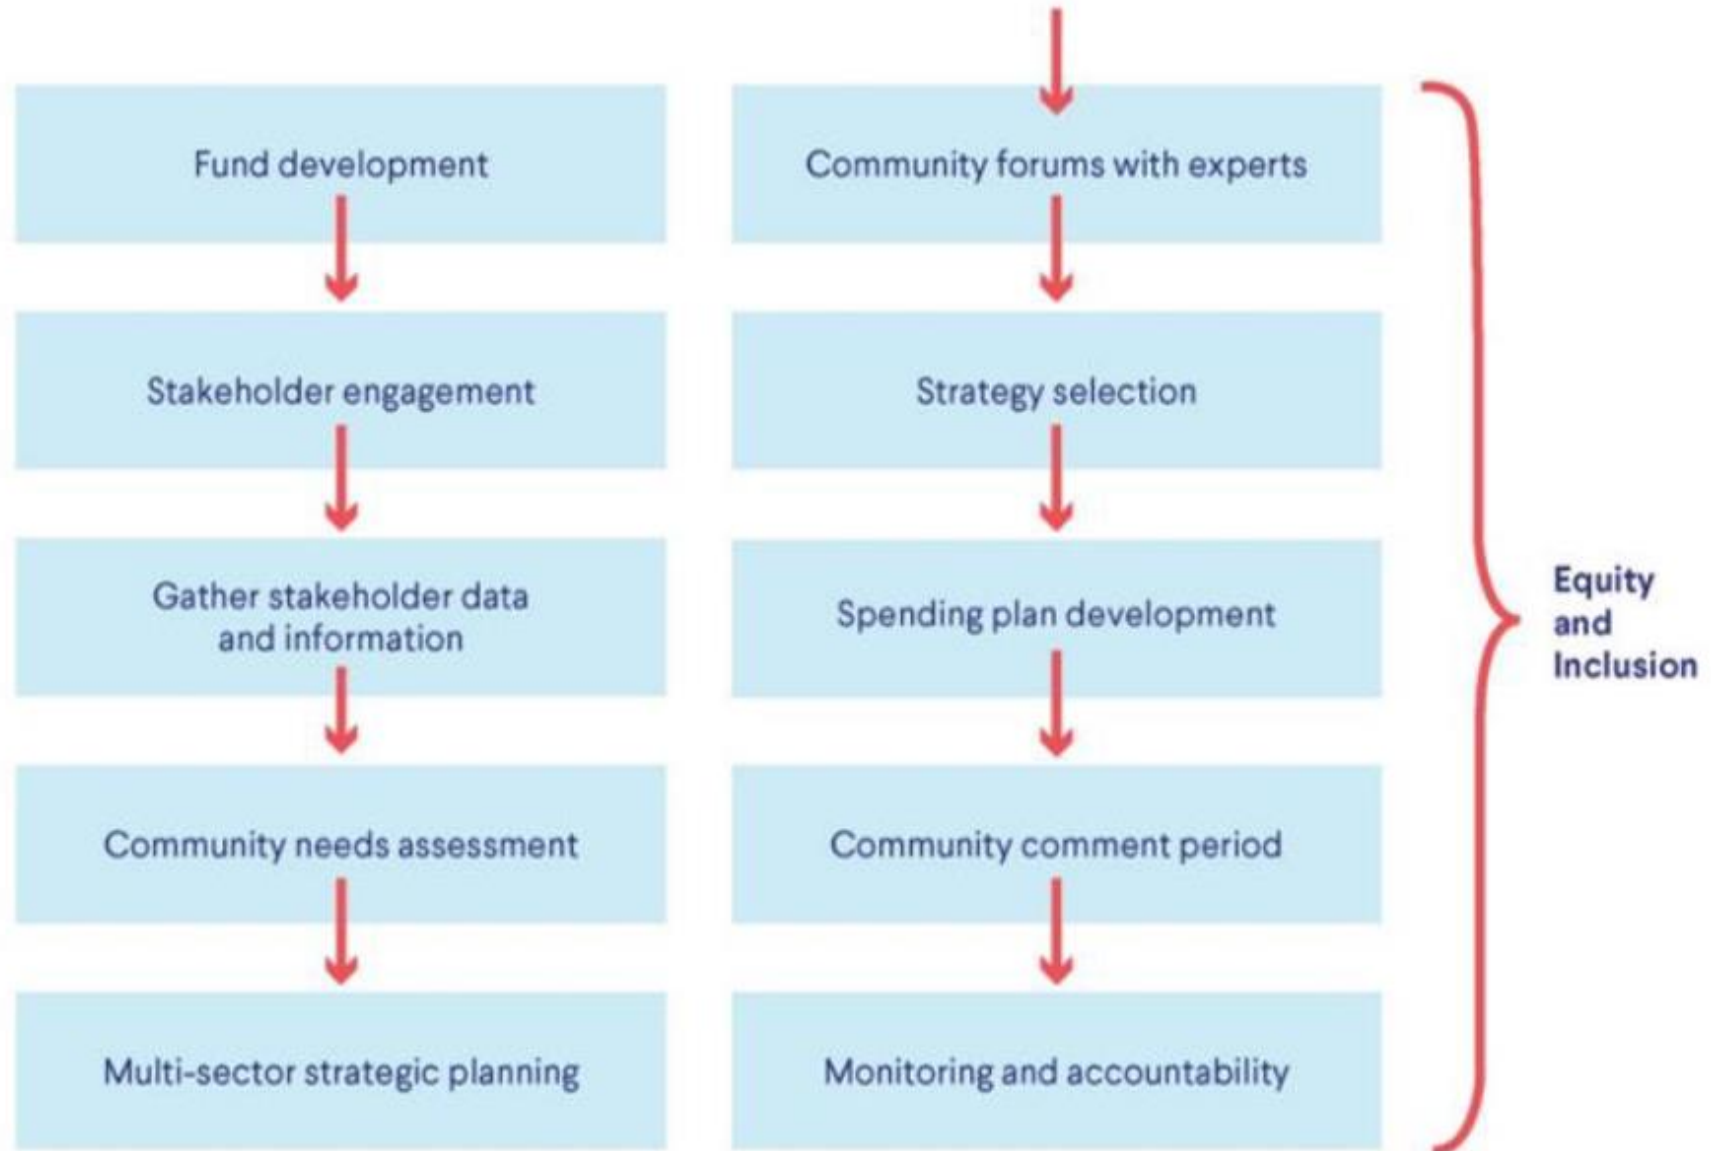 Fund development
Stakeholder engagement
Gather stakeholder data
and information
Community needs assessment
Multi-sector strategic planning
Community forums with experts
Strategy selection
Spending plan development
Community comment period
Monitoring and accountability
Equity
and
Inclusion